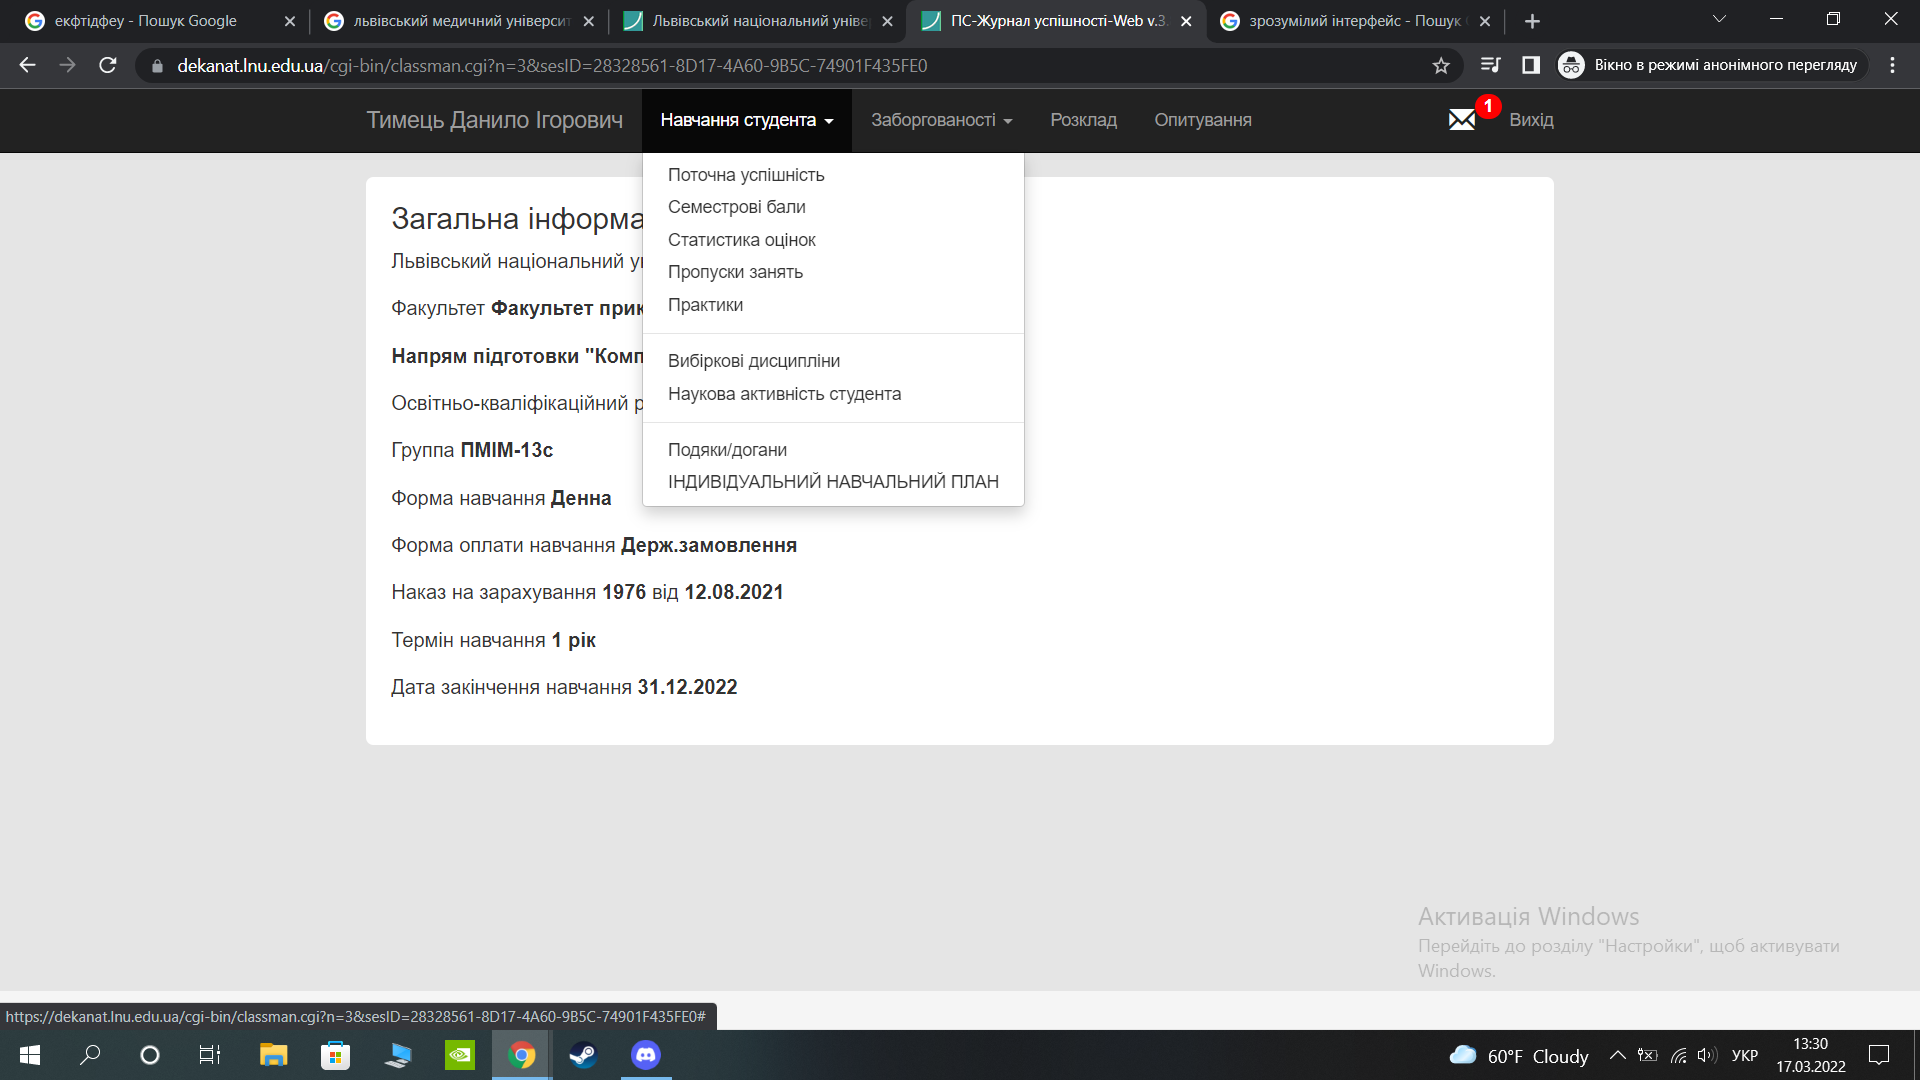 екфтідфеу - Пошук Google
львівський медичний університ
Львівський національний уніве
ПС-Журнал успішності-Web v.3.
зрозумілий інтерфейс - Пошук
dekanat.lnu.edu.ua/cgi-bin/classman.cgi?n=3&sesID=28328561-8D17-4A60-9B5C-74901F435FE0
Вікно в режимі анонімного перегляду
Тимець Данило Ігорович
Навчання студента
Заборгованості
Розклад
Опитування
1
Вихід
Поточна успішність
Семестрові бали
Статистика оцінок
Пропуски занять
Практики
Вибіркові дисципліни
Наукова активність студента
Подяки/догани
ІНДИВІДУАЛЬНИЙ НАВЧАЛЬНИЙ ПЛАН
Загальна інформа
Львівський національний у
Факультет Факультет прик
Напрям підготовки "Комп
Освітньо-кваліфікаційний р
Группа ПМІМ-13с
Форма навчання Денна
Форма оплати навчання Держ.замовлення
Наказ на зарахування 1976 від 12.08.2021
Термін навчання 1 рік
Дата закінчення навчання 31.12.2022
Активація Windows
Перейдіть до розділу "Настройки", щоб активувати
Windows.
https://dekanat.lnu.edu.ua/cgi-bin/classman.cgi?n=3&sesID=28328561-8D17-4A60-9B5C-74901F435FE0#
60°F Cloudy
УКР
13:30
17.03.2022